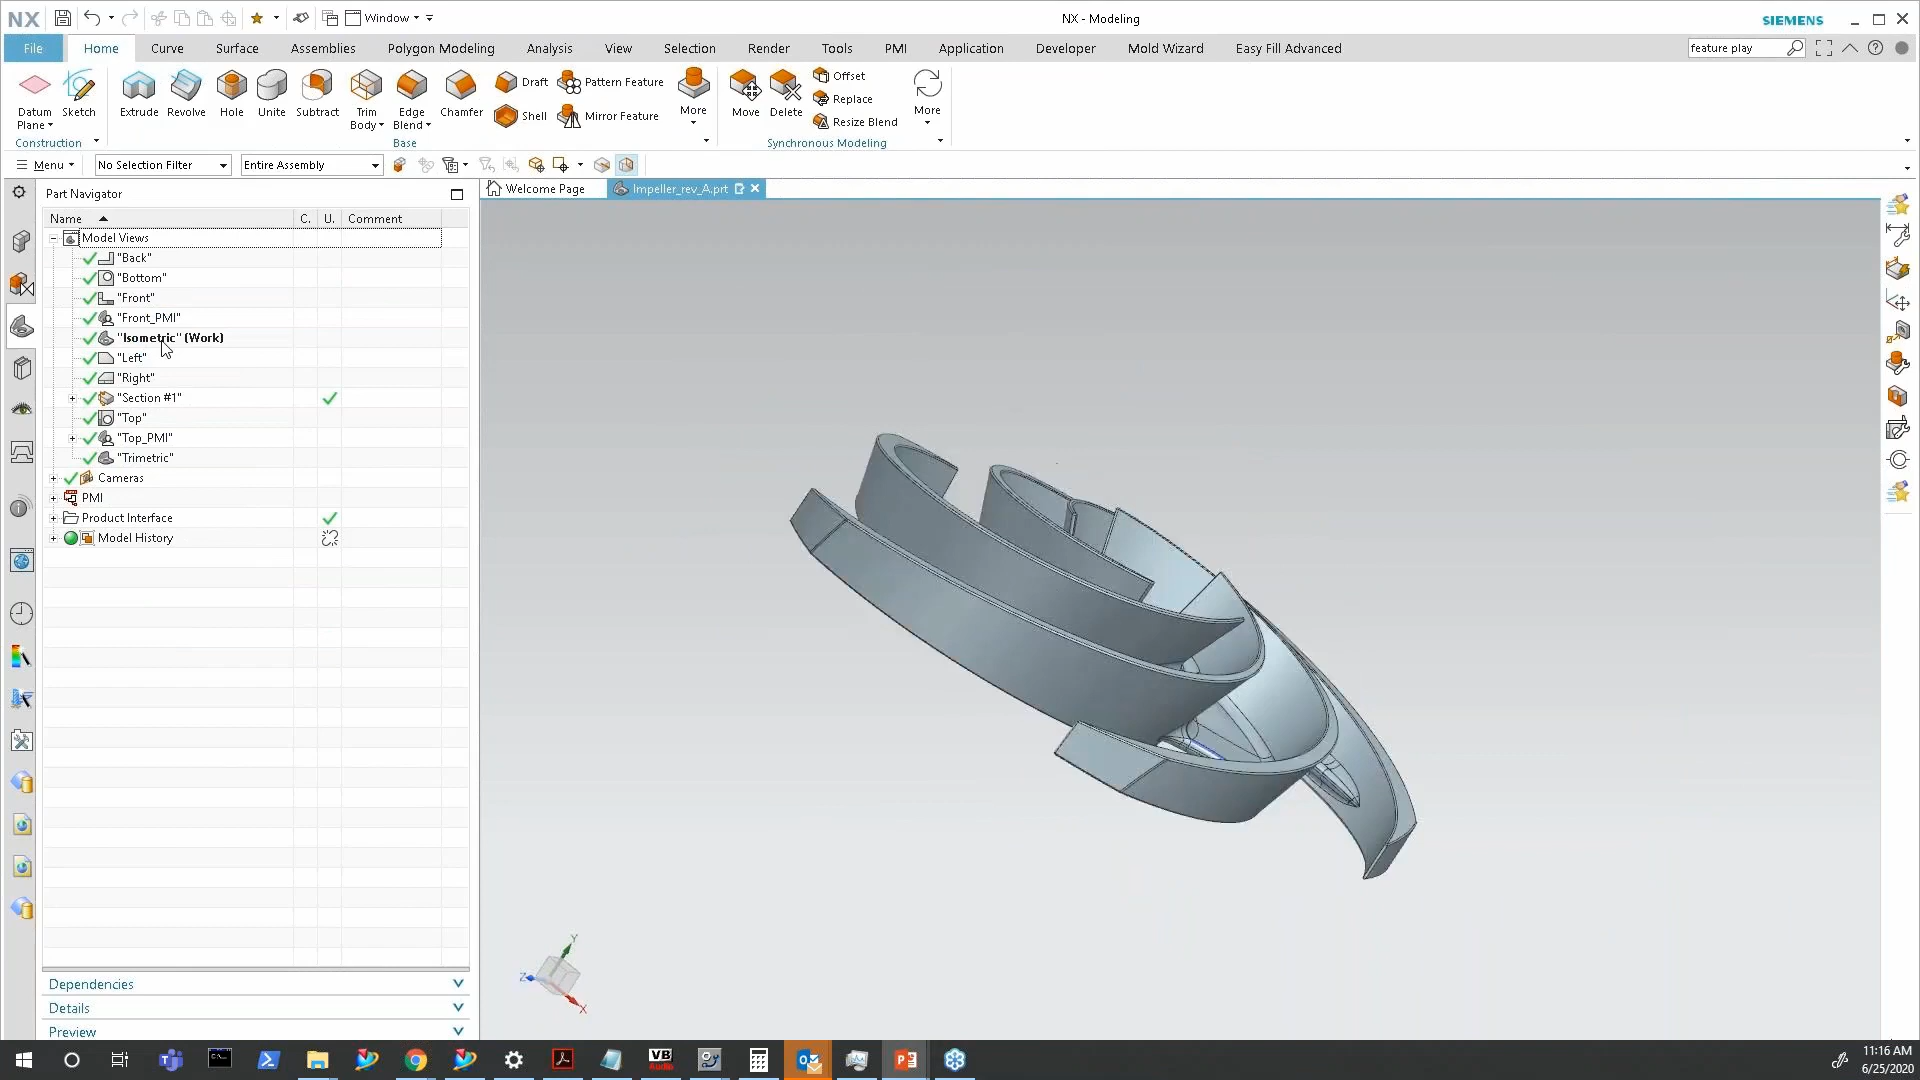 NX
Window
NX - Modeling
SIEMENS
File
Home
Curve
Surface
Assemblies
Polygon Modeling
Analysis
View
Selection
Render
Tools
PMI
Application
Developer
Mold Wizard
Easy Fill Advanced
feature play
Datum
Plane
Sketch
Extrude
Revolve
Hole
Unite
Subtract
Trim
Body
Edge
Blend
Chamfer
Draft
Shell
Pattern Feature
Mirror Feature
More
Move
Delete
Offset
Replace
Resize Blend
More
Construction
Base
Synchronous Modeling
Menu
No Selection Filter
Entire Assembly
Part Navigator
Welcome Page
Impeller_rev_A.prt
Name
C.
U.
Comment
Model Views
"Back"
"Bottom"
"Front"
"Front_PMI"
"Isometric" (Work)
"Left"
"Right"
"Section #1"
"Top"
"Top_PMI"
"Trimetric"
Cameras
PMI
Product Interface
Model History
Y
Z
X
Dependencies
Details
Preview
VB
Audio
11:16 AM
6/25/2020